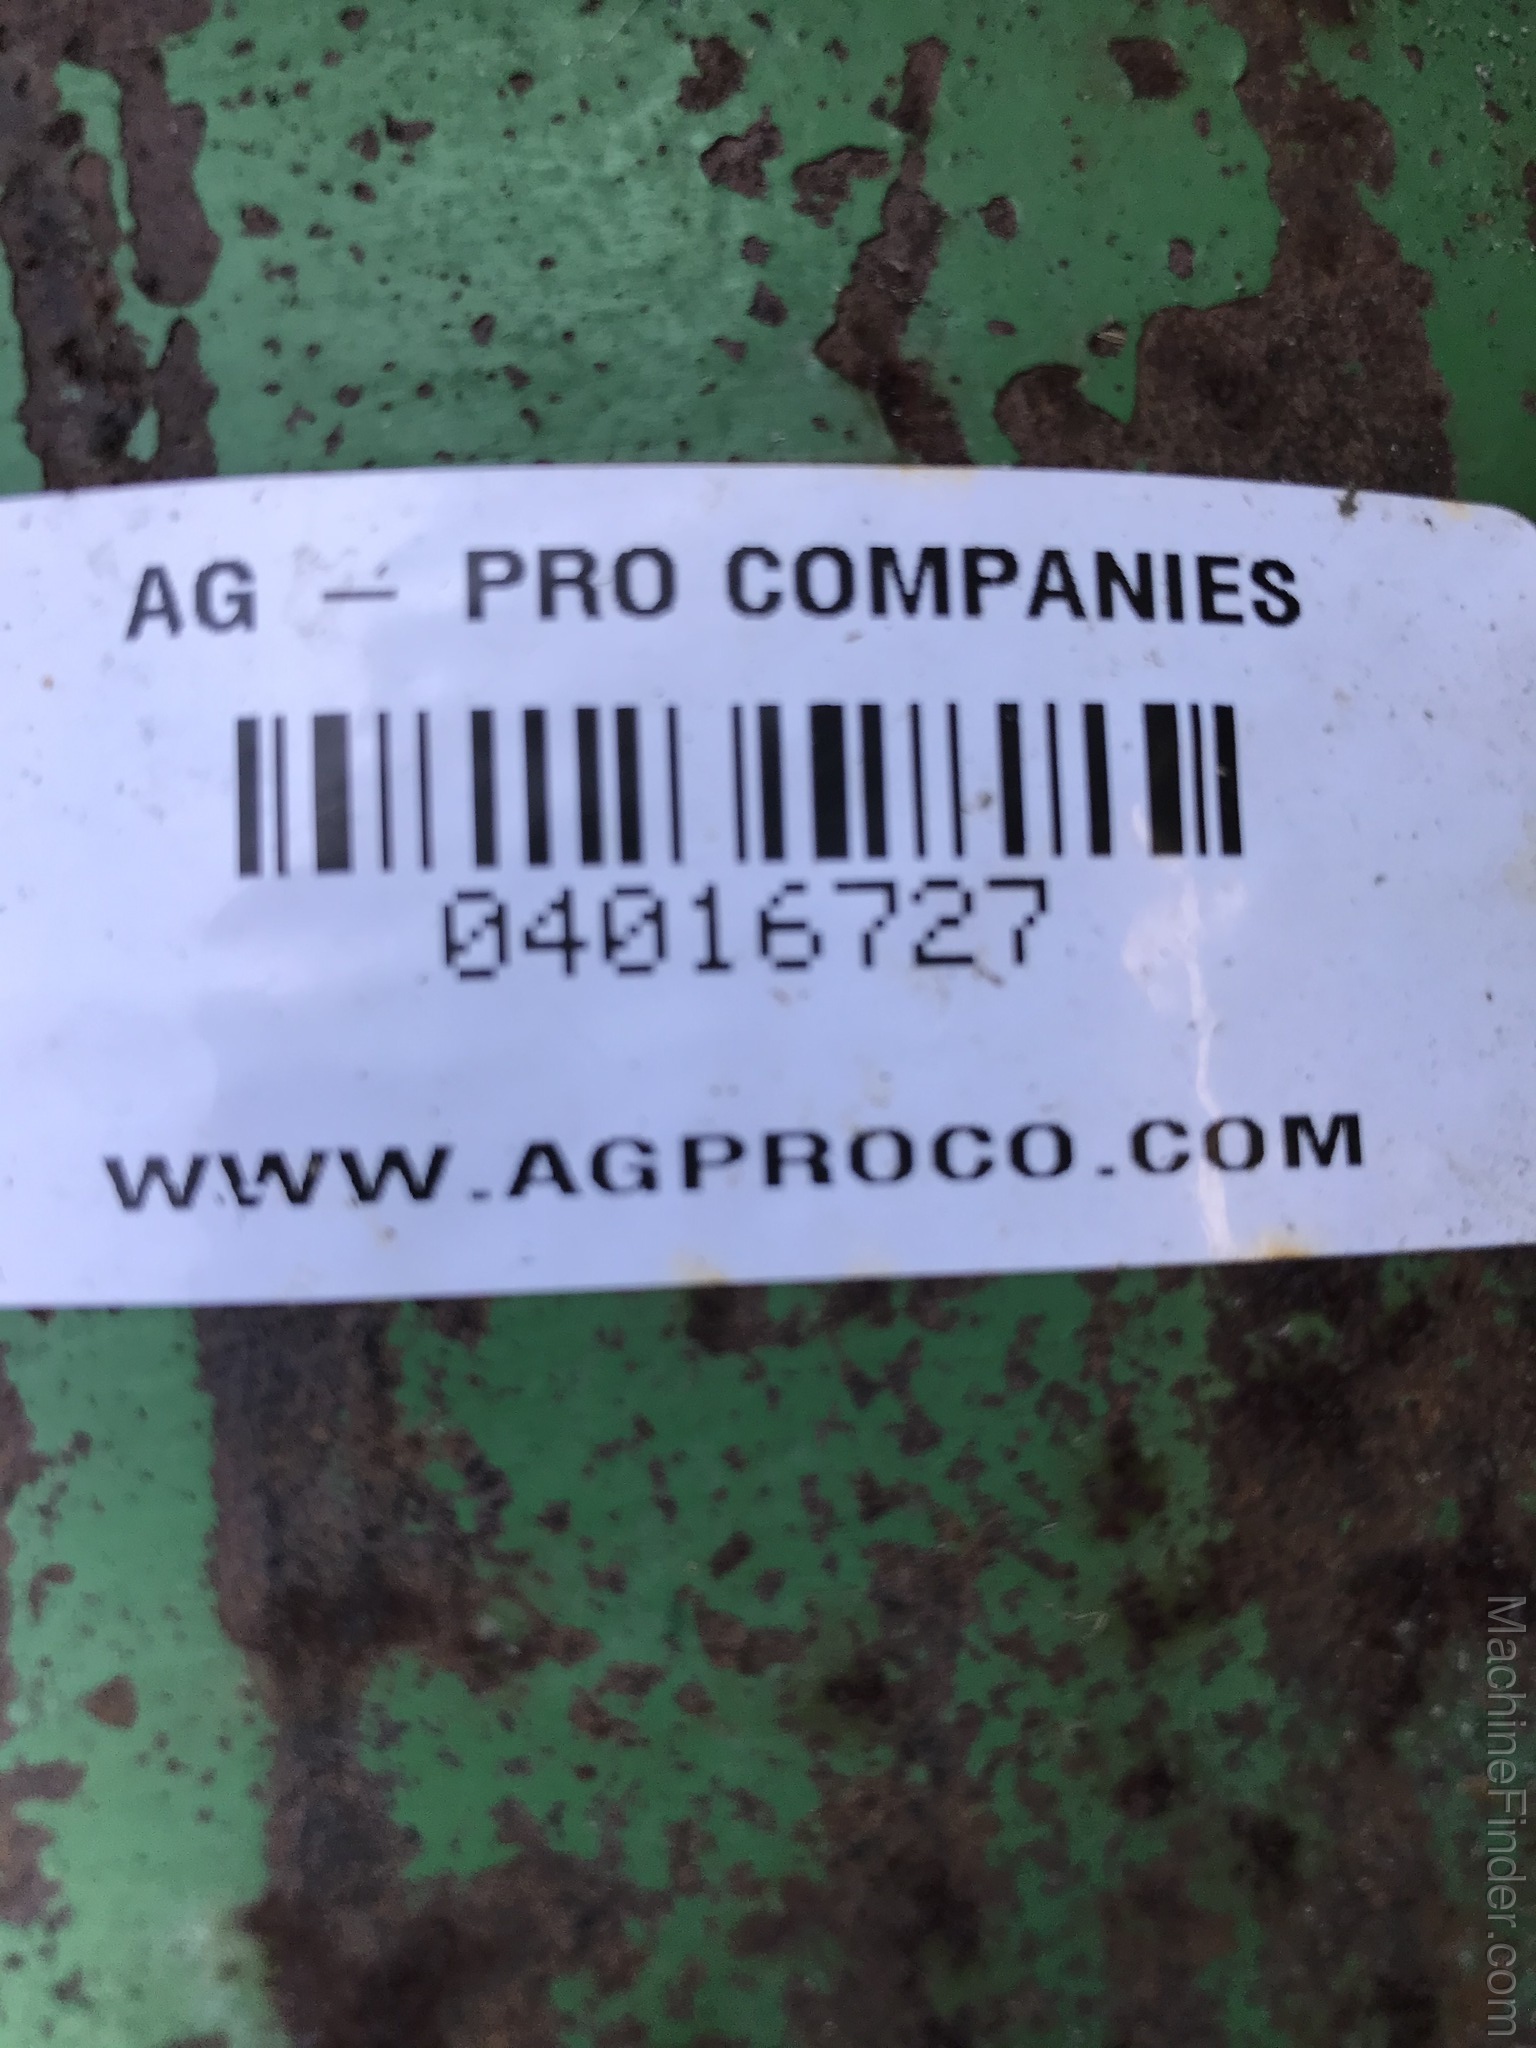 AG - PRO COMPANIES
04016727
WWW.AGPROCO.COM
MachineFinder.com